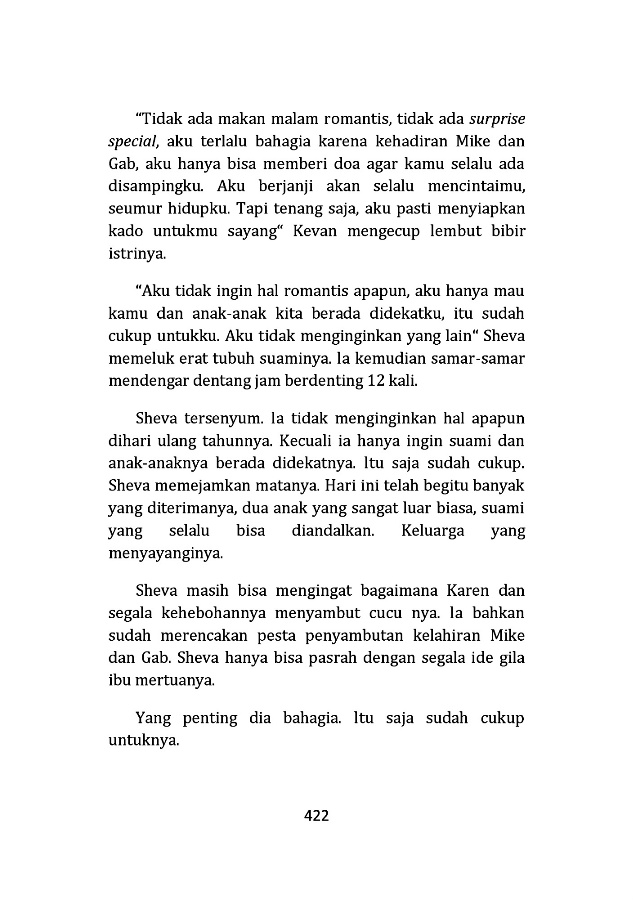 “Tidak ada makan malam romantis, tidak ada surprise
special, aku terlalu bahagia karena kehadiran Mike dan
Gab, aku hanya bisa memberi doa agar kamu selalu ada
disampingku. Aku berjanji akan selalu mencintaimu,
seumur hidupku. Tapi tenang saja, aku pasti menyiapkan
kado untukmu sayang“ Kevan mengecup lembut bibir
istrinya.
“Aku tidak ingin hal romantis apapun, aku hanya mau
kamu dan anak-anak kita berada didekatku, itu sudah
cukup untukku. Aku tidak menginginkan yang lain“ Sheva
memeluk erat tubuh suaminya. Ia kemudian samar-samar
mendengar dentang jam berdenting 12 kali.
Sheva tersenyum. Ia tidak menginginkan hal apapun
dihari ulang tahunnya. Kecuali ia hanya ingin suami dan
anak-anaknya berada didekatnya. Itu saja sudah cukup.
Sheva memejamkan matanya. Hari ini telah begitu banyak
yang diterimanya, dua anak yang sangat luar biasa, suami
yang selalu bisa diandalkan. Keluarga yang
menyayanginya.
Sheva masih bisa mengingat bagaimana Karen dan
segala kehebohannya menyambut cucu nya. Ia bahkan
sudah merencakan pesta penyambutan kelahiran Mike
dan Gab. Sheva hanya bisa pasrah dengan segala ide gila
ibu mertuanya.
Yang penting dia bahagia. Itu saja sudah cukup
untuknya.
422